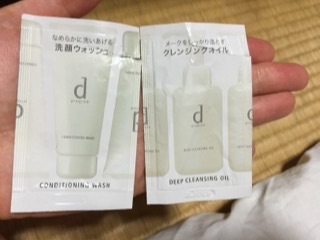 なめらかに洗いあげる
洗顔ウォッシュ
d
CONDITIONING WASH
メークをしっかり落とす
クレンジングオイル
d
DEEP CLEANSING OIL